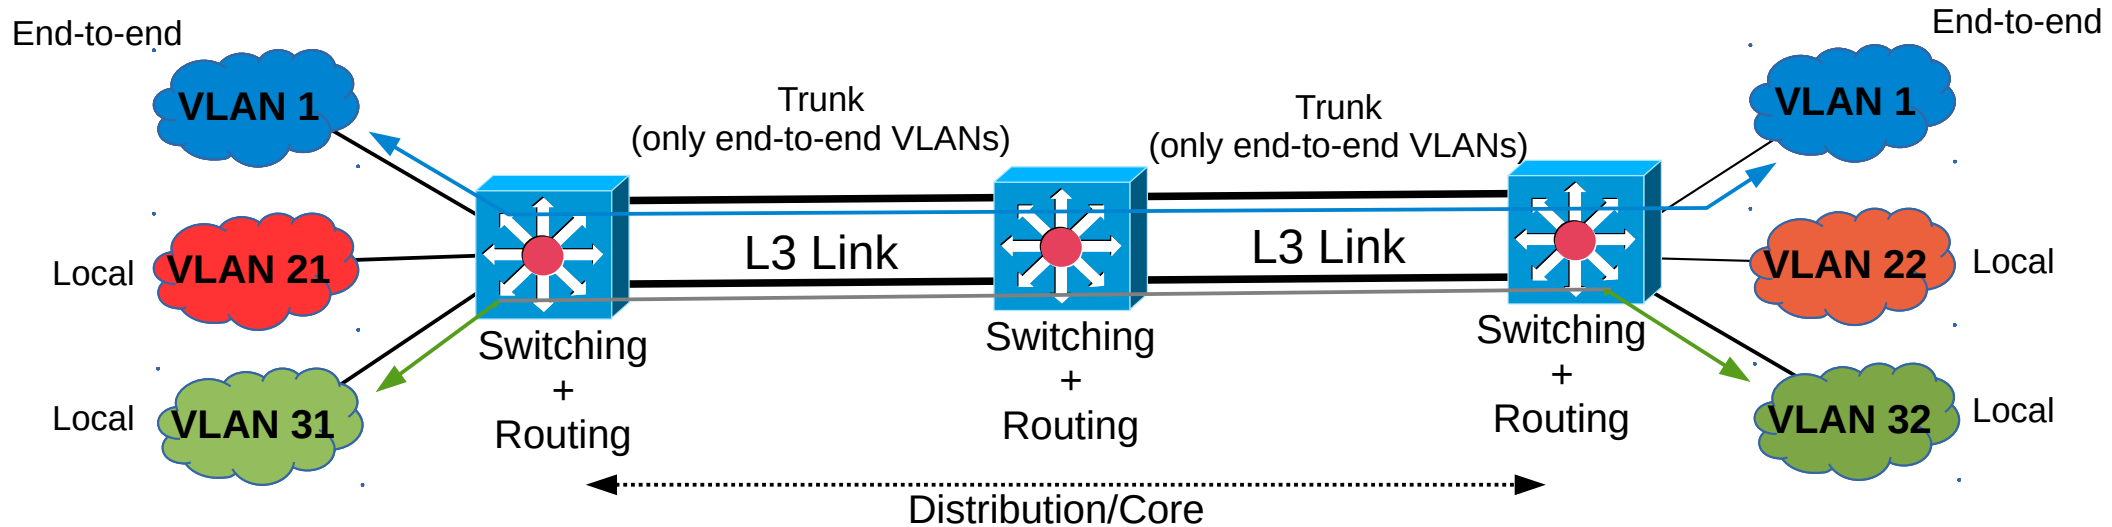 End-to-end
End-to-end
VLAN 1
Trunk
(only end-to-end VLANs)
Trunk
(only end-to-end VLANs)
VLAN 1
Local
VLAN 21
L3 Link
L3 Link
VLAN 22
Local
Local
VLAN 31
Switching
+
Routing
Switching
+
Routing
Switching
+
Routing
VLAN 32
Local
Distribution/Core